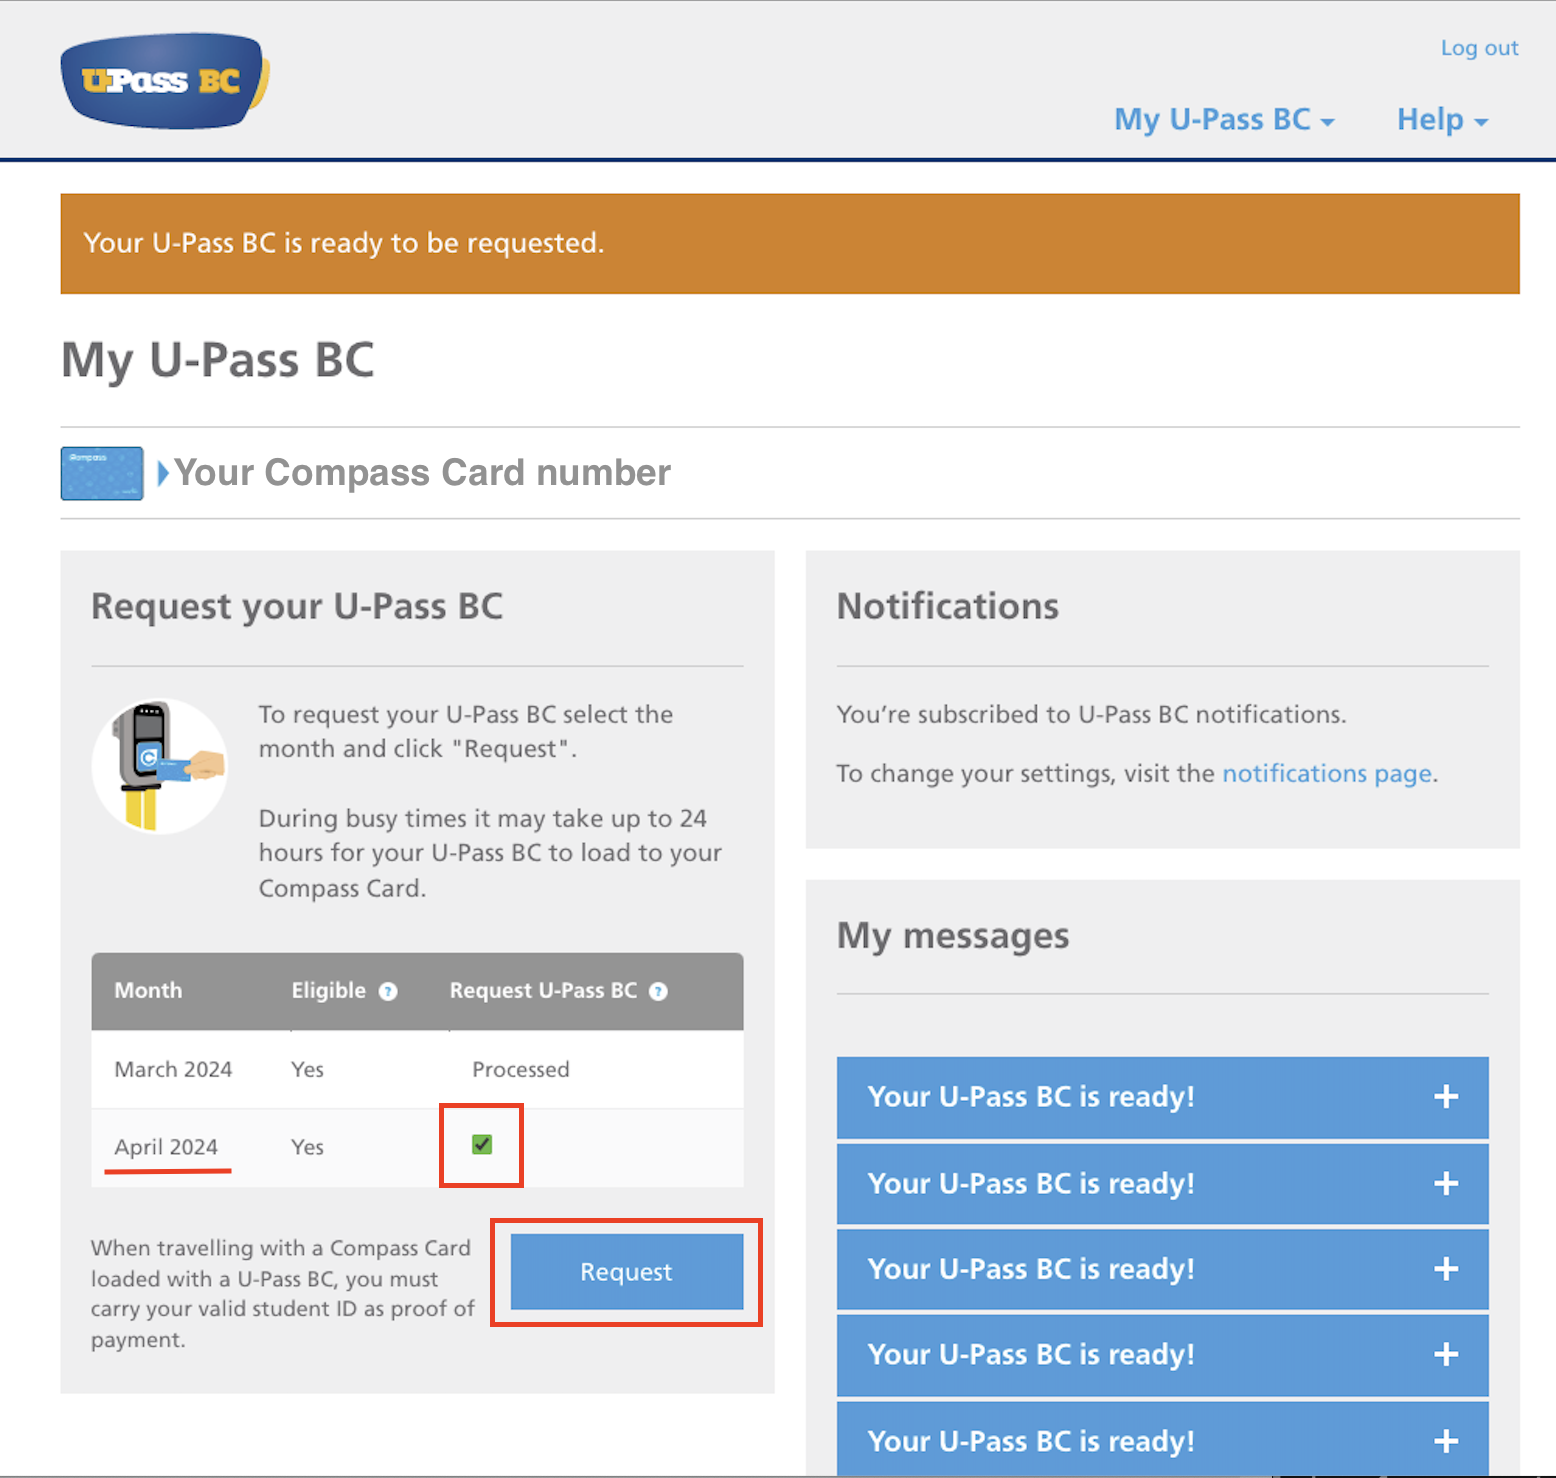 UPass BC
Log out
My U-Pass BC
Help
Your U-Pass BC is ready to be requested.
My U-Pass BC
Compass
Your Compass Card number
Request your U-Pass BC
To request your U-Pass BC select the
month and click "Request".
During busy times it may take up to 24
hours for your U-Pass BC to load to your
Compass Card.
Month Eligible ? Request U-Pass BC ?
March 2024 Yes Processed
April 2024 Yes
When travelling with a Compass Card
loaded with a U-Pass BC, you must
carry your valid student ID as proof of
payment.
Request
Notifications
You’re subscribed to U-Pass BC notifications.
To change your settings, visit the notifications page.
My messages
Your U-Pass BC is ready! +
Your U-Pass BC is ready! +
Your U-Pass BC is ready! +
Your U-Pass BC is ready! +
Your U-Pass BC is ready! +